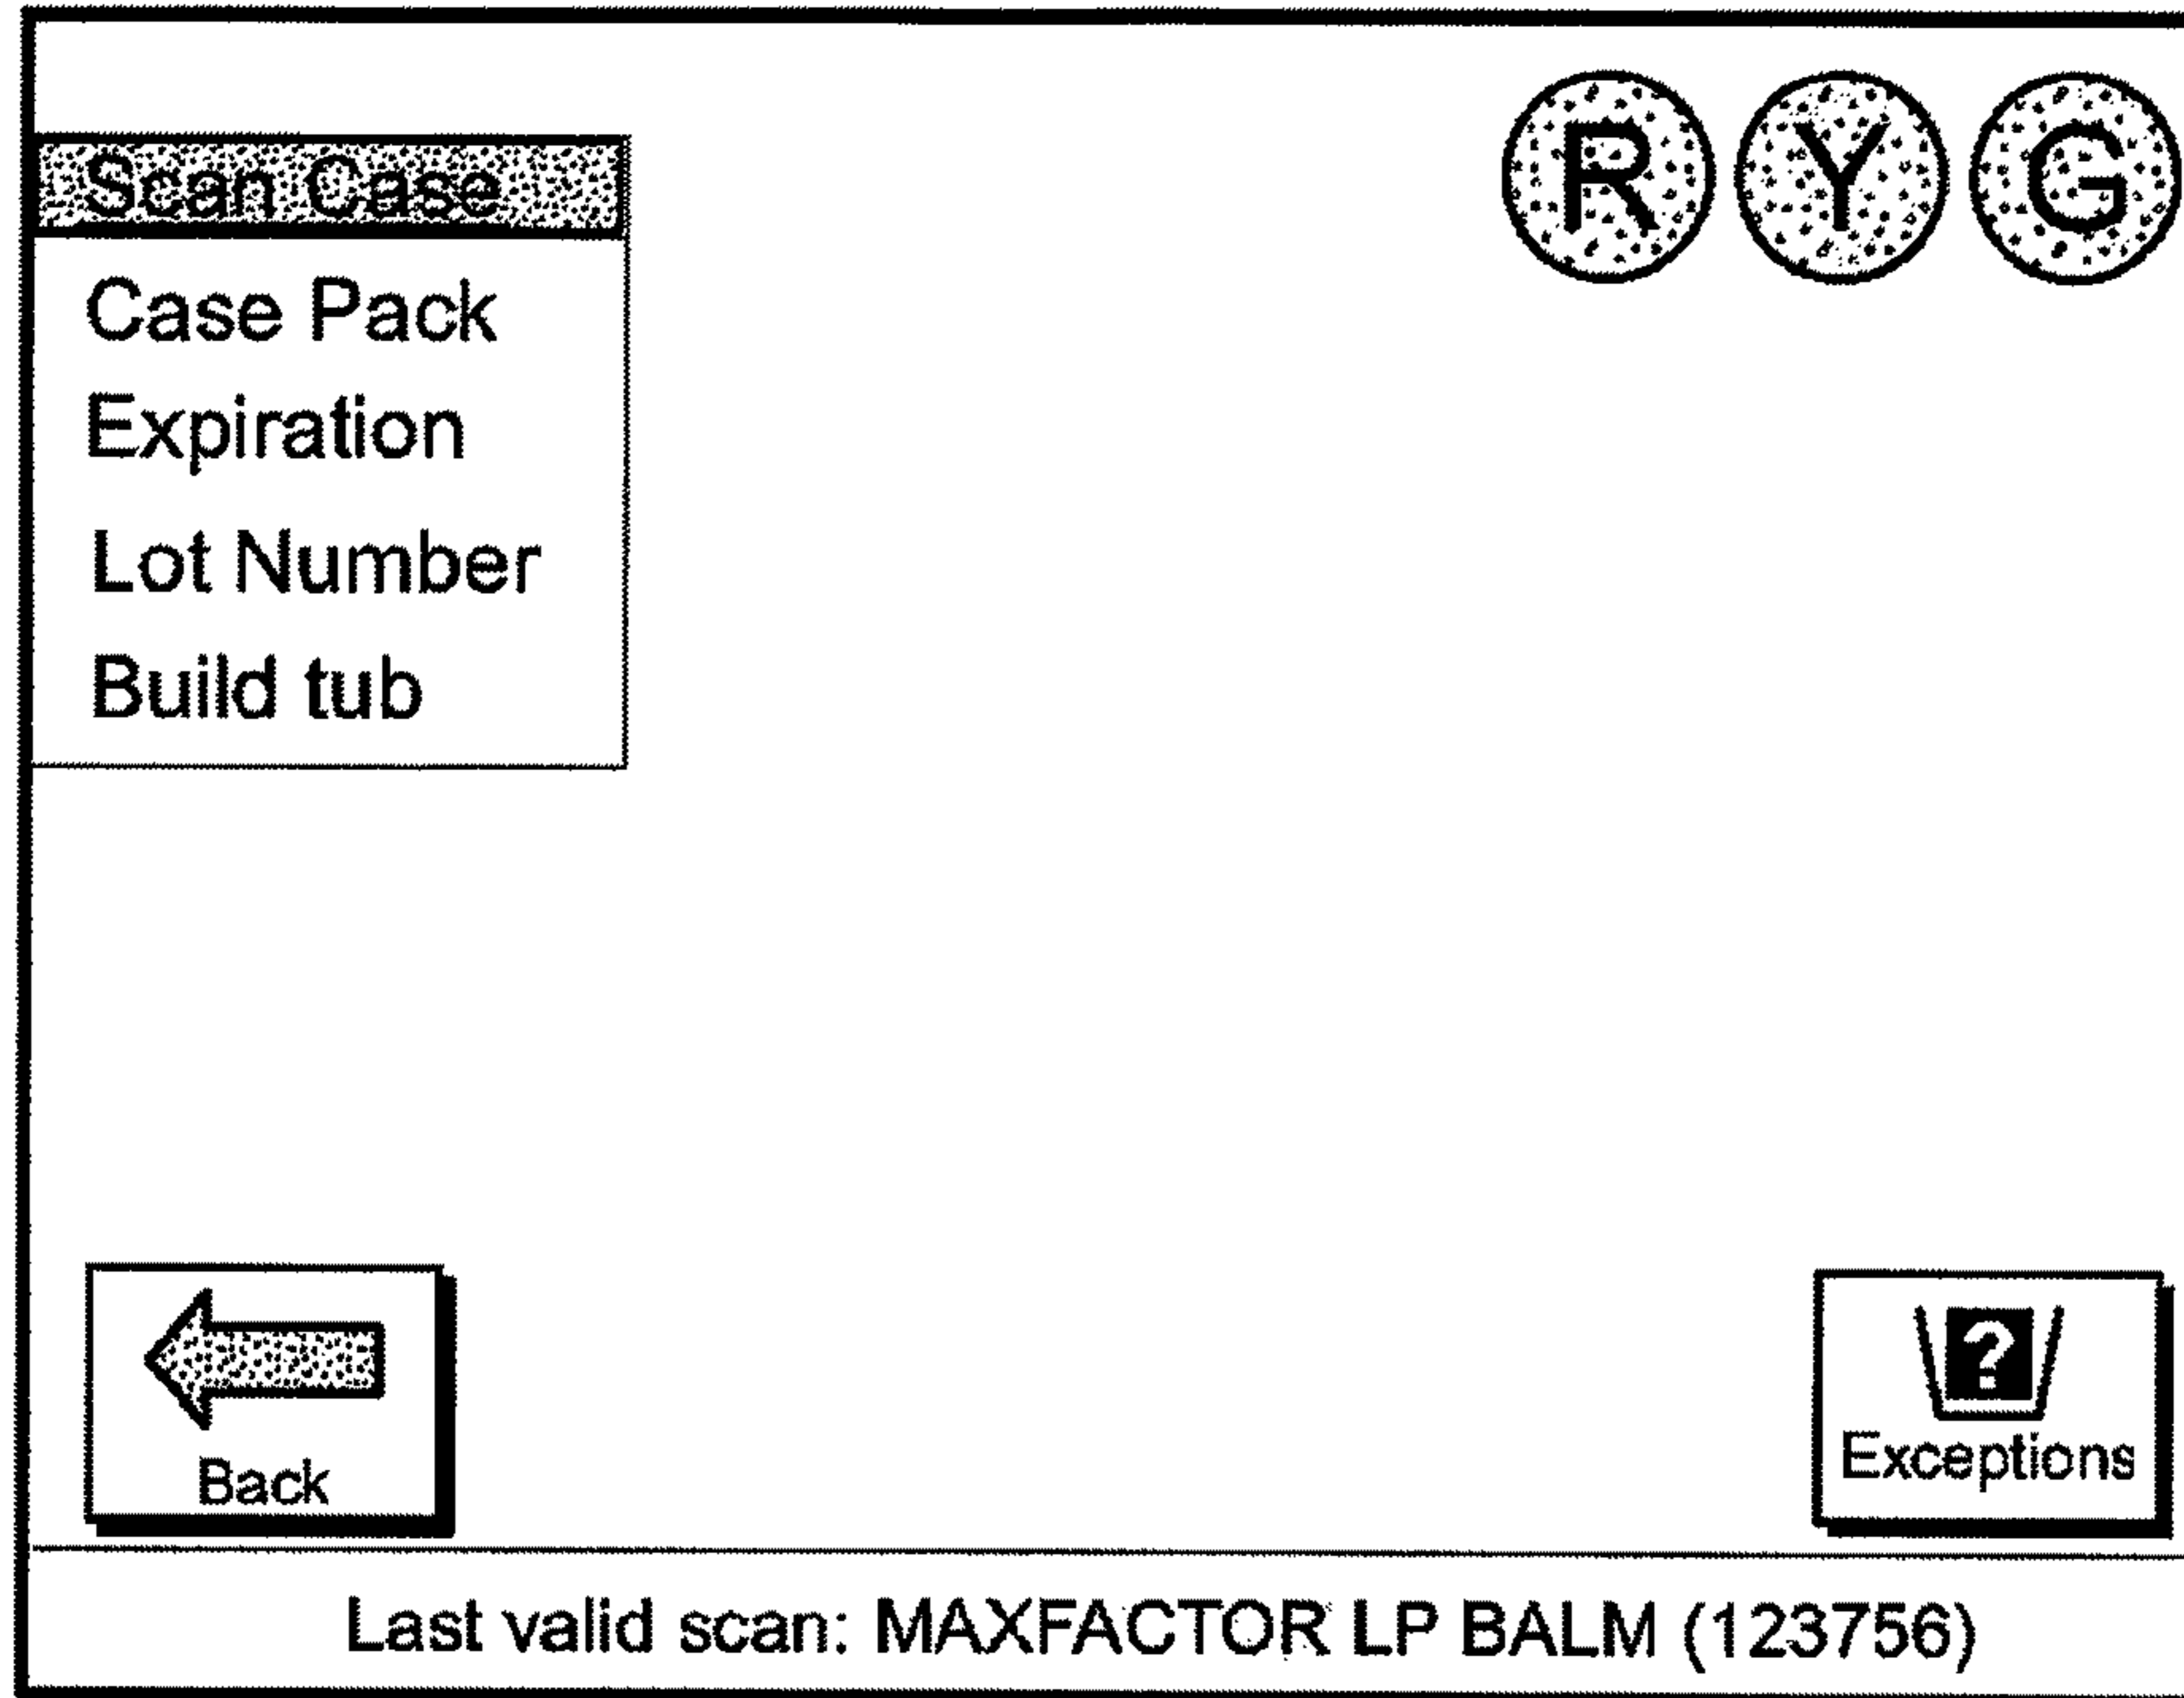 R Y G
Scan Case
Case Pack
Expiration
Lot Number
Build tub
Back
?
Exceptions
Last valid scan: MAXFACTOR LP BALM (123756)